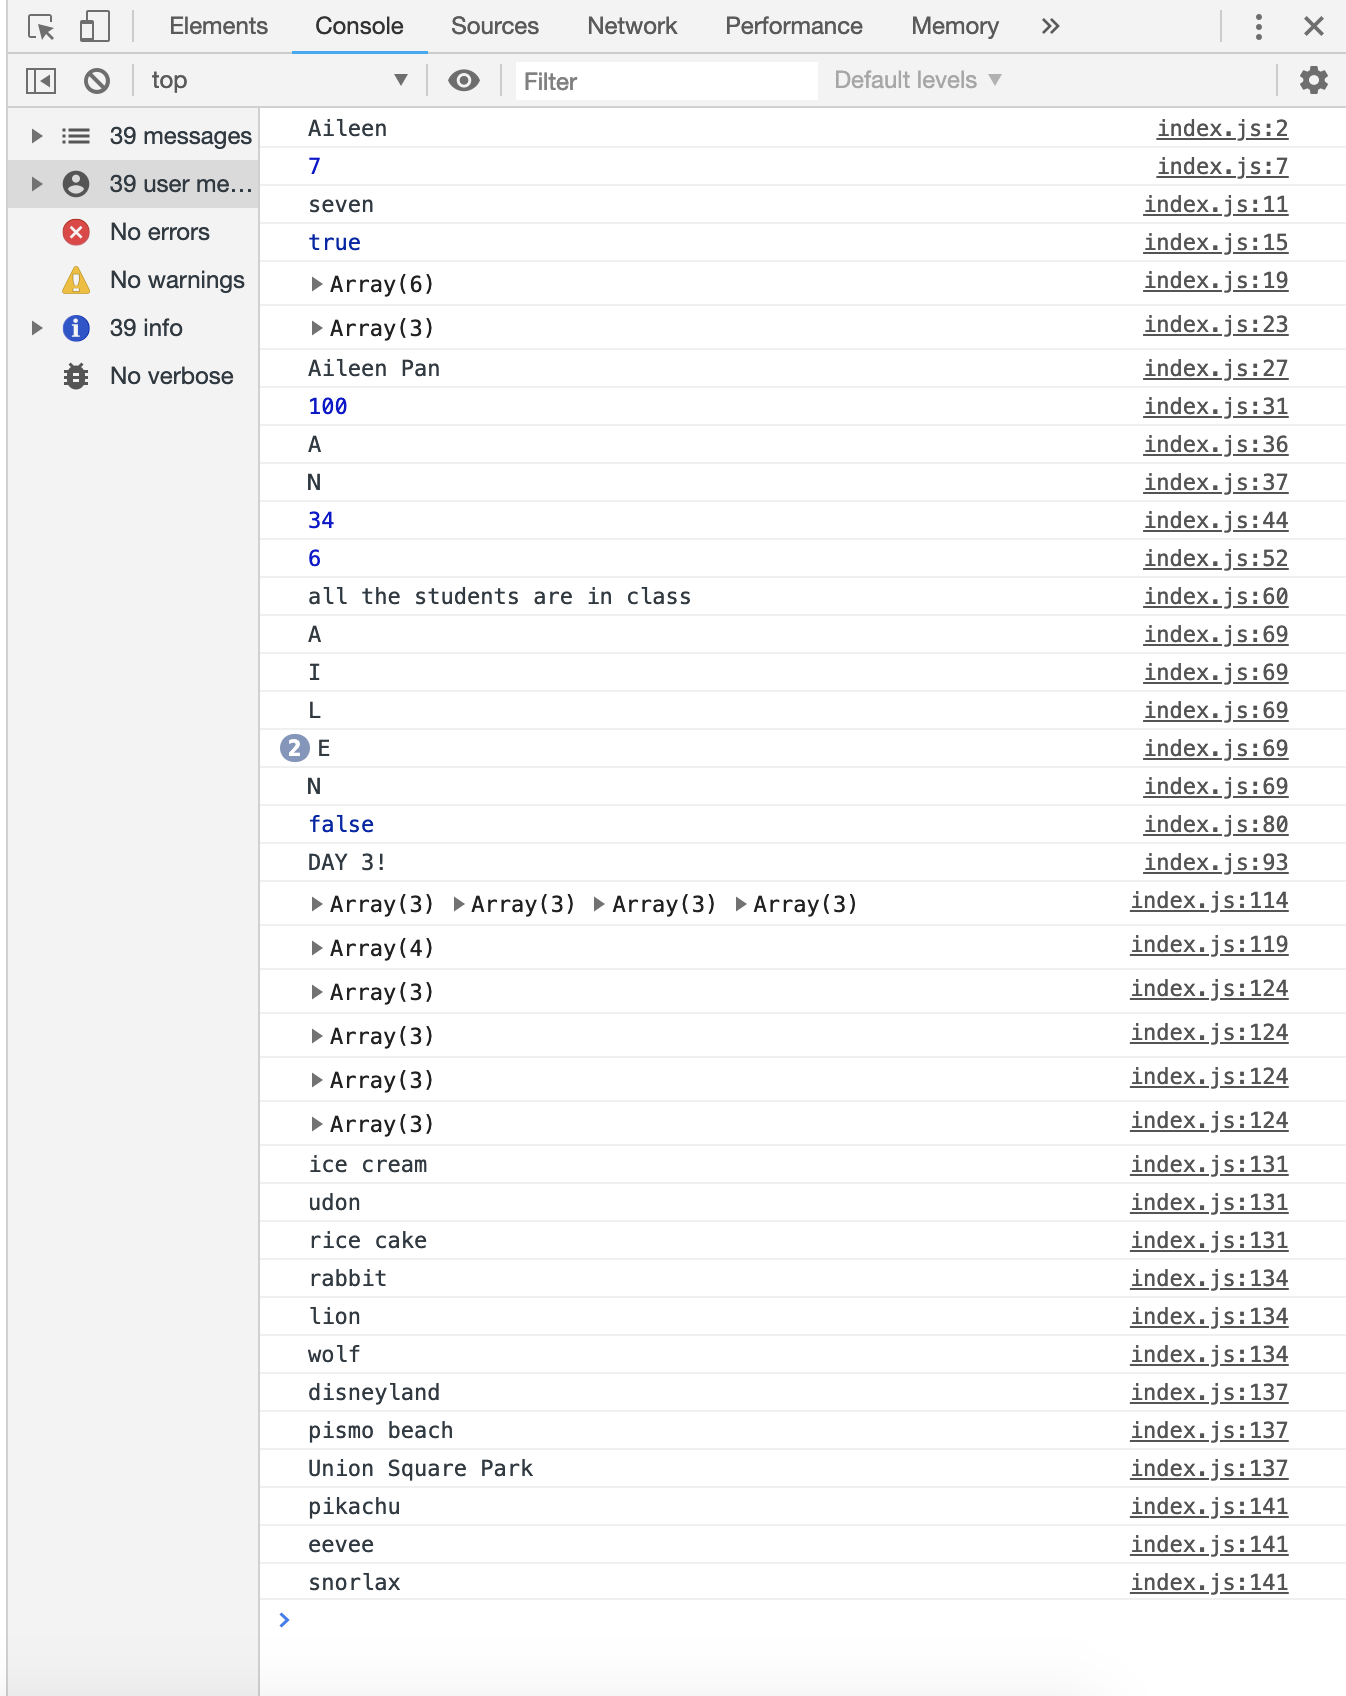 Elements Console Sources Network Performance Memory »
top Filter Default levels
39 messages
39 user me...
No errors
No warnings
39 info
No verbose
Aileen index.js:2
7 index.js:7
seven index.js:11
true index.js:15
Array(6) index.js:19
Array(3) index.js:23
Aileen Pan index.js:27
100 index.js:31
A index.js:36
N index.js:37
34 index.js:44
6 index.js:52
all the students are in class index.js:60
A index.js:69
I index.js:69
L index.js:69
2 E index.js:69
N index.js:69
false index.js:80
DAY 3! index.js:93
Array(3) Array(3) Array(3) Array(3) index.js:114
Array(4) index.js:119
Array(3) index.js:124
Array(3) index.js:124
Array(3) index.js:124
Array(3) index.js:124
ice cream index.js:131
udon index.js:131
rice cake index.js:131
rabbit index.js:134
lion index.js:134
wolf index.js:134
disneyland index.js:137
pismo beach index.js:137
Union Square Park index.js:137
pikachu index.js:141
eevee index.js:141
snorlax index.js:141